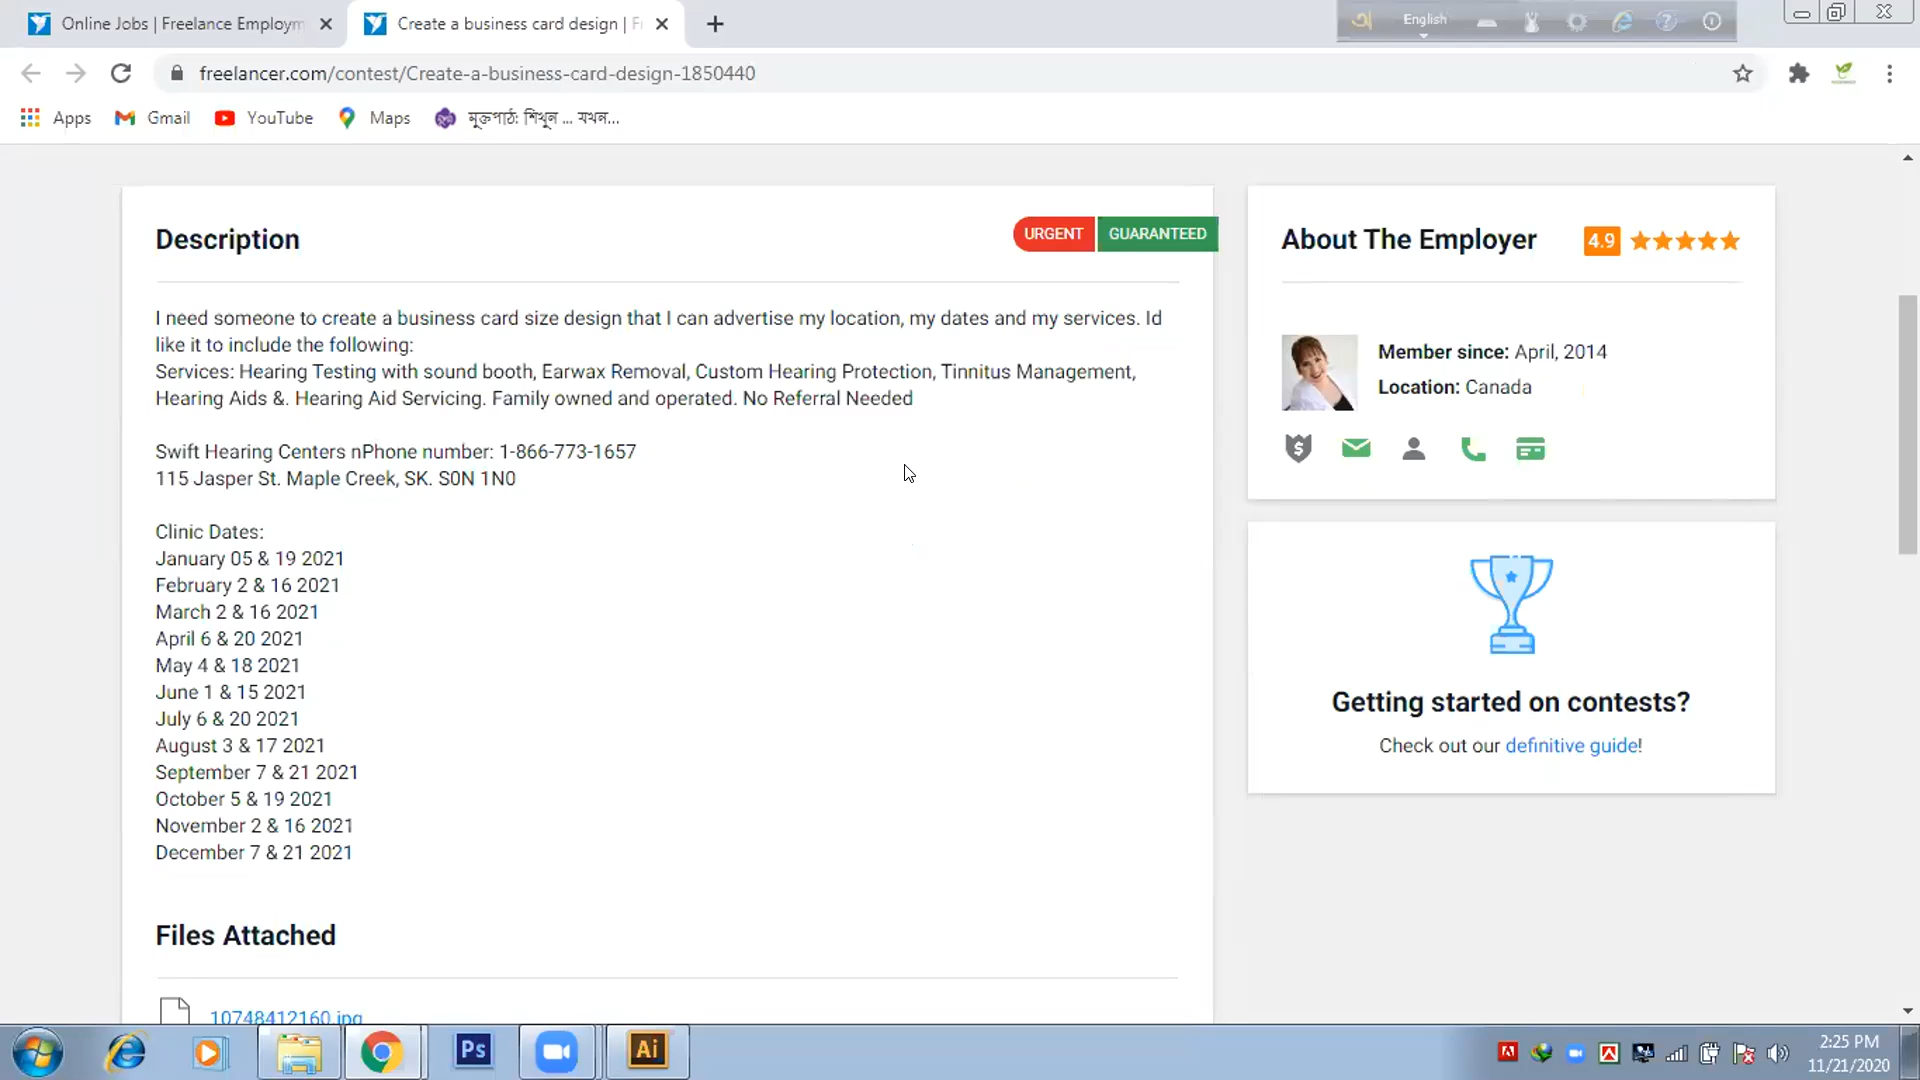 Online Jobs | Freelance Employm
Create a business card design | F
English
freelancer.com/contest/Create-a-business-card-design-1850440
Apps
Gmail
YouTube
Maps
মুক্তপাঠ: শিখুন ... যখন...
Description
URGENT
GUARANTEED
I need someone to create a business card size design that I can advertise my location, my dates and my services. Id
like it to include the following:
Services: Hearing Testing with sound booth, Earwax Removal, Custom Hearing Protection, Tinnitus Management,
Hearing Aids &. Hearing Aid Servicing. Family owned and operated. No Referral Needed
Swift Hearing Centers nPhone number: 1-866-773-1657
115 Jasper St. Maple Creek, SK. S0N 1N0
Clinic Dates:
January 05 & 19 2021
February 2 & 16 2021
March 2 & 16 2021
April 6 & 20 2021
May 4 & 18 2021
June 1 & 15 2021
July 6 & 20 2021
August 3 & 17 2021
September 7 & 21 2021
October 5 & 19 2021
November 2 & 16 2021
December 7 & 21 2021
Files Attached
10748412160.jpg
About The Employer
4.9
Member since: April, 2014
Location: Canada
Getting started on contests?
Check out our definitive guide!
Ps
Ai
2:25 PM
11/21/2020